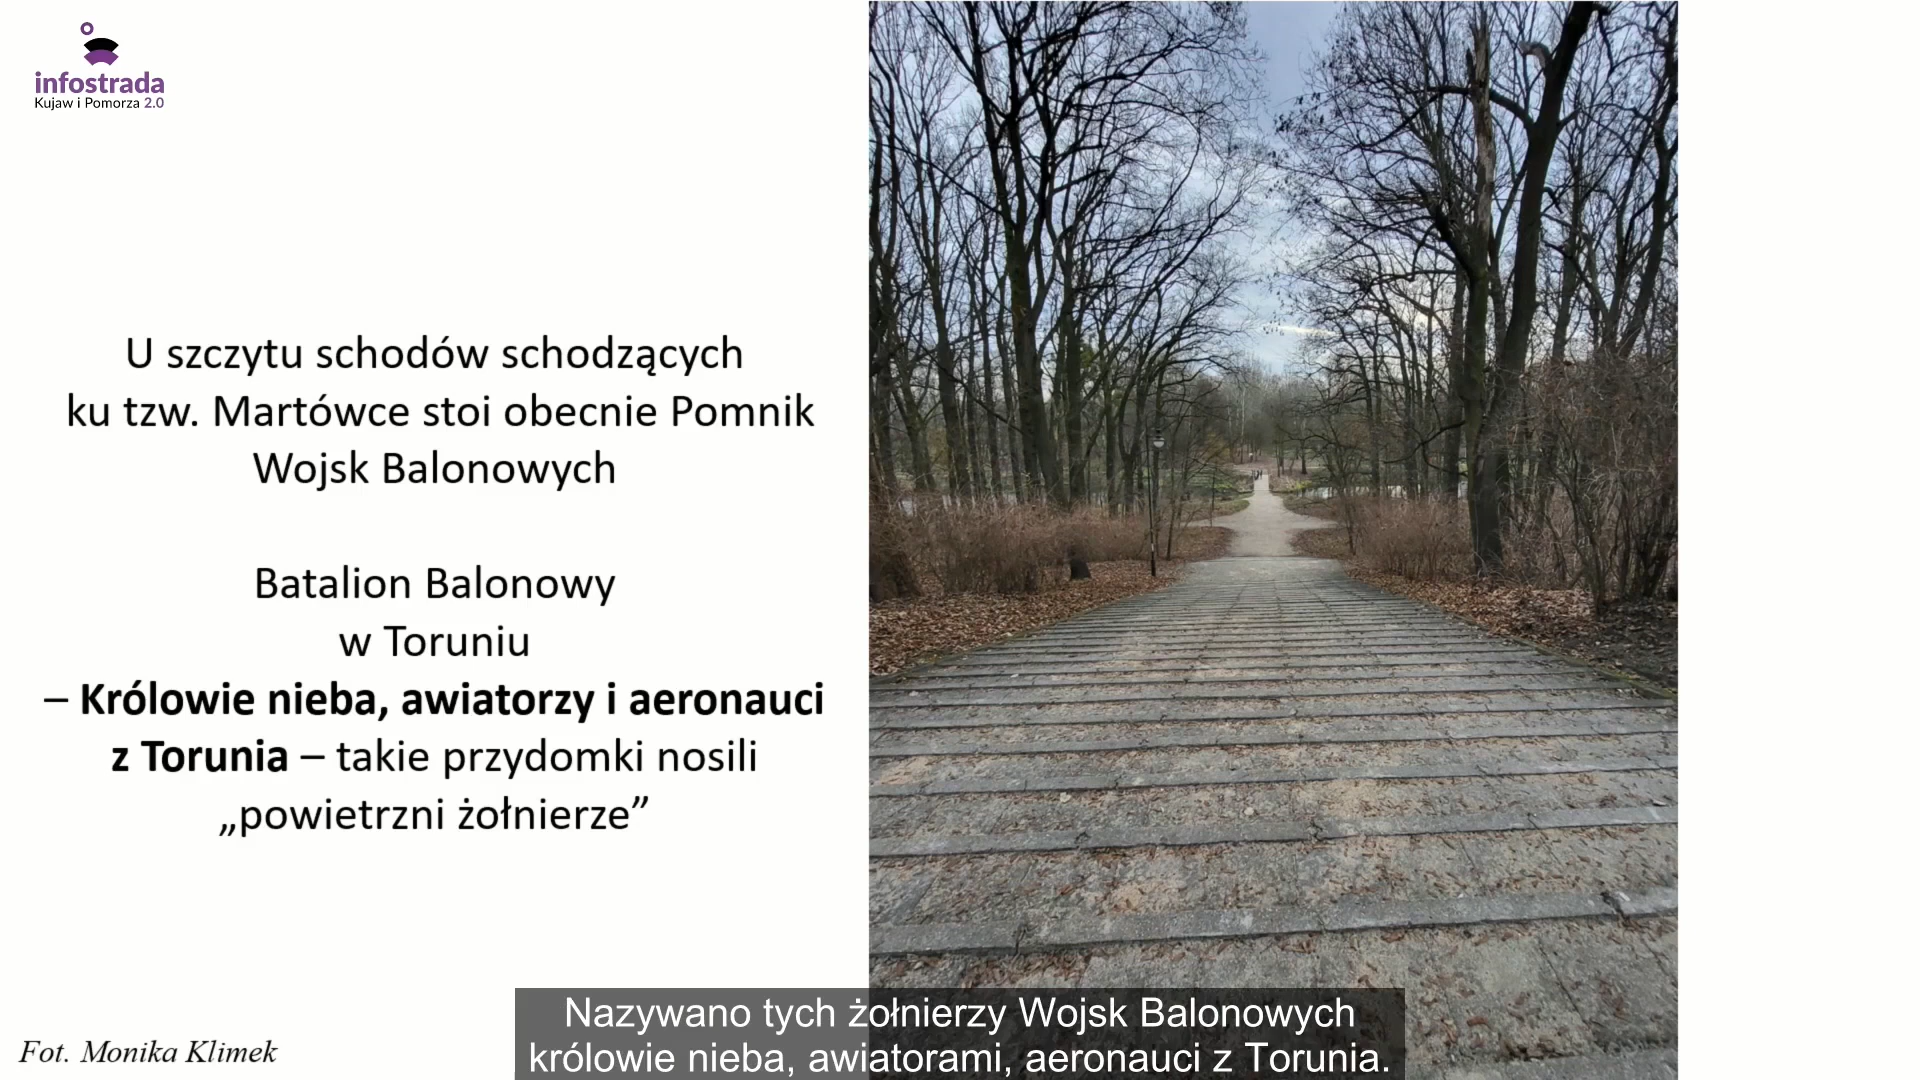 infostrada
Kujaw i Pomorza 2.0
U szczytu schodów schodzących
ku tzw. Martówce stoi obecnie Pomnik
Wojsk Balonowych
Batalion Balonowy
w Toruniu
– Królowie nieba, awiatorzy i aeronauci
z Torunia – takie przydomki nosili
„powietrzni żołnierze”
Fot. Monika Klimek
Nazywano tych żołnierzy Wojsk Balonowych
królowie nieba, awiatorami, aeronauci z Torunia.